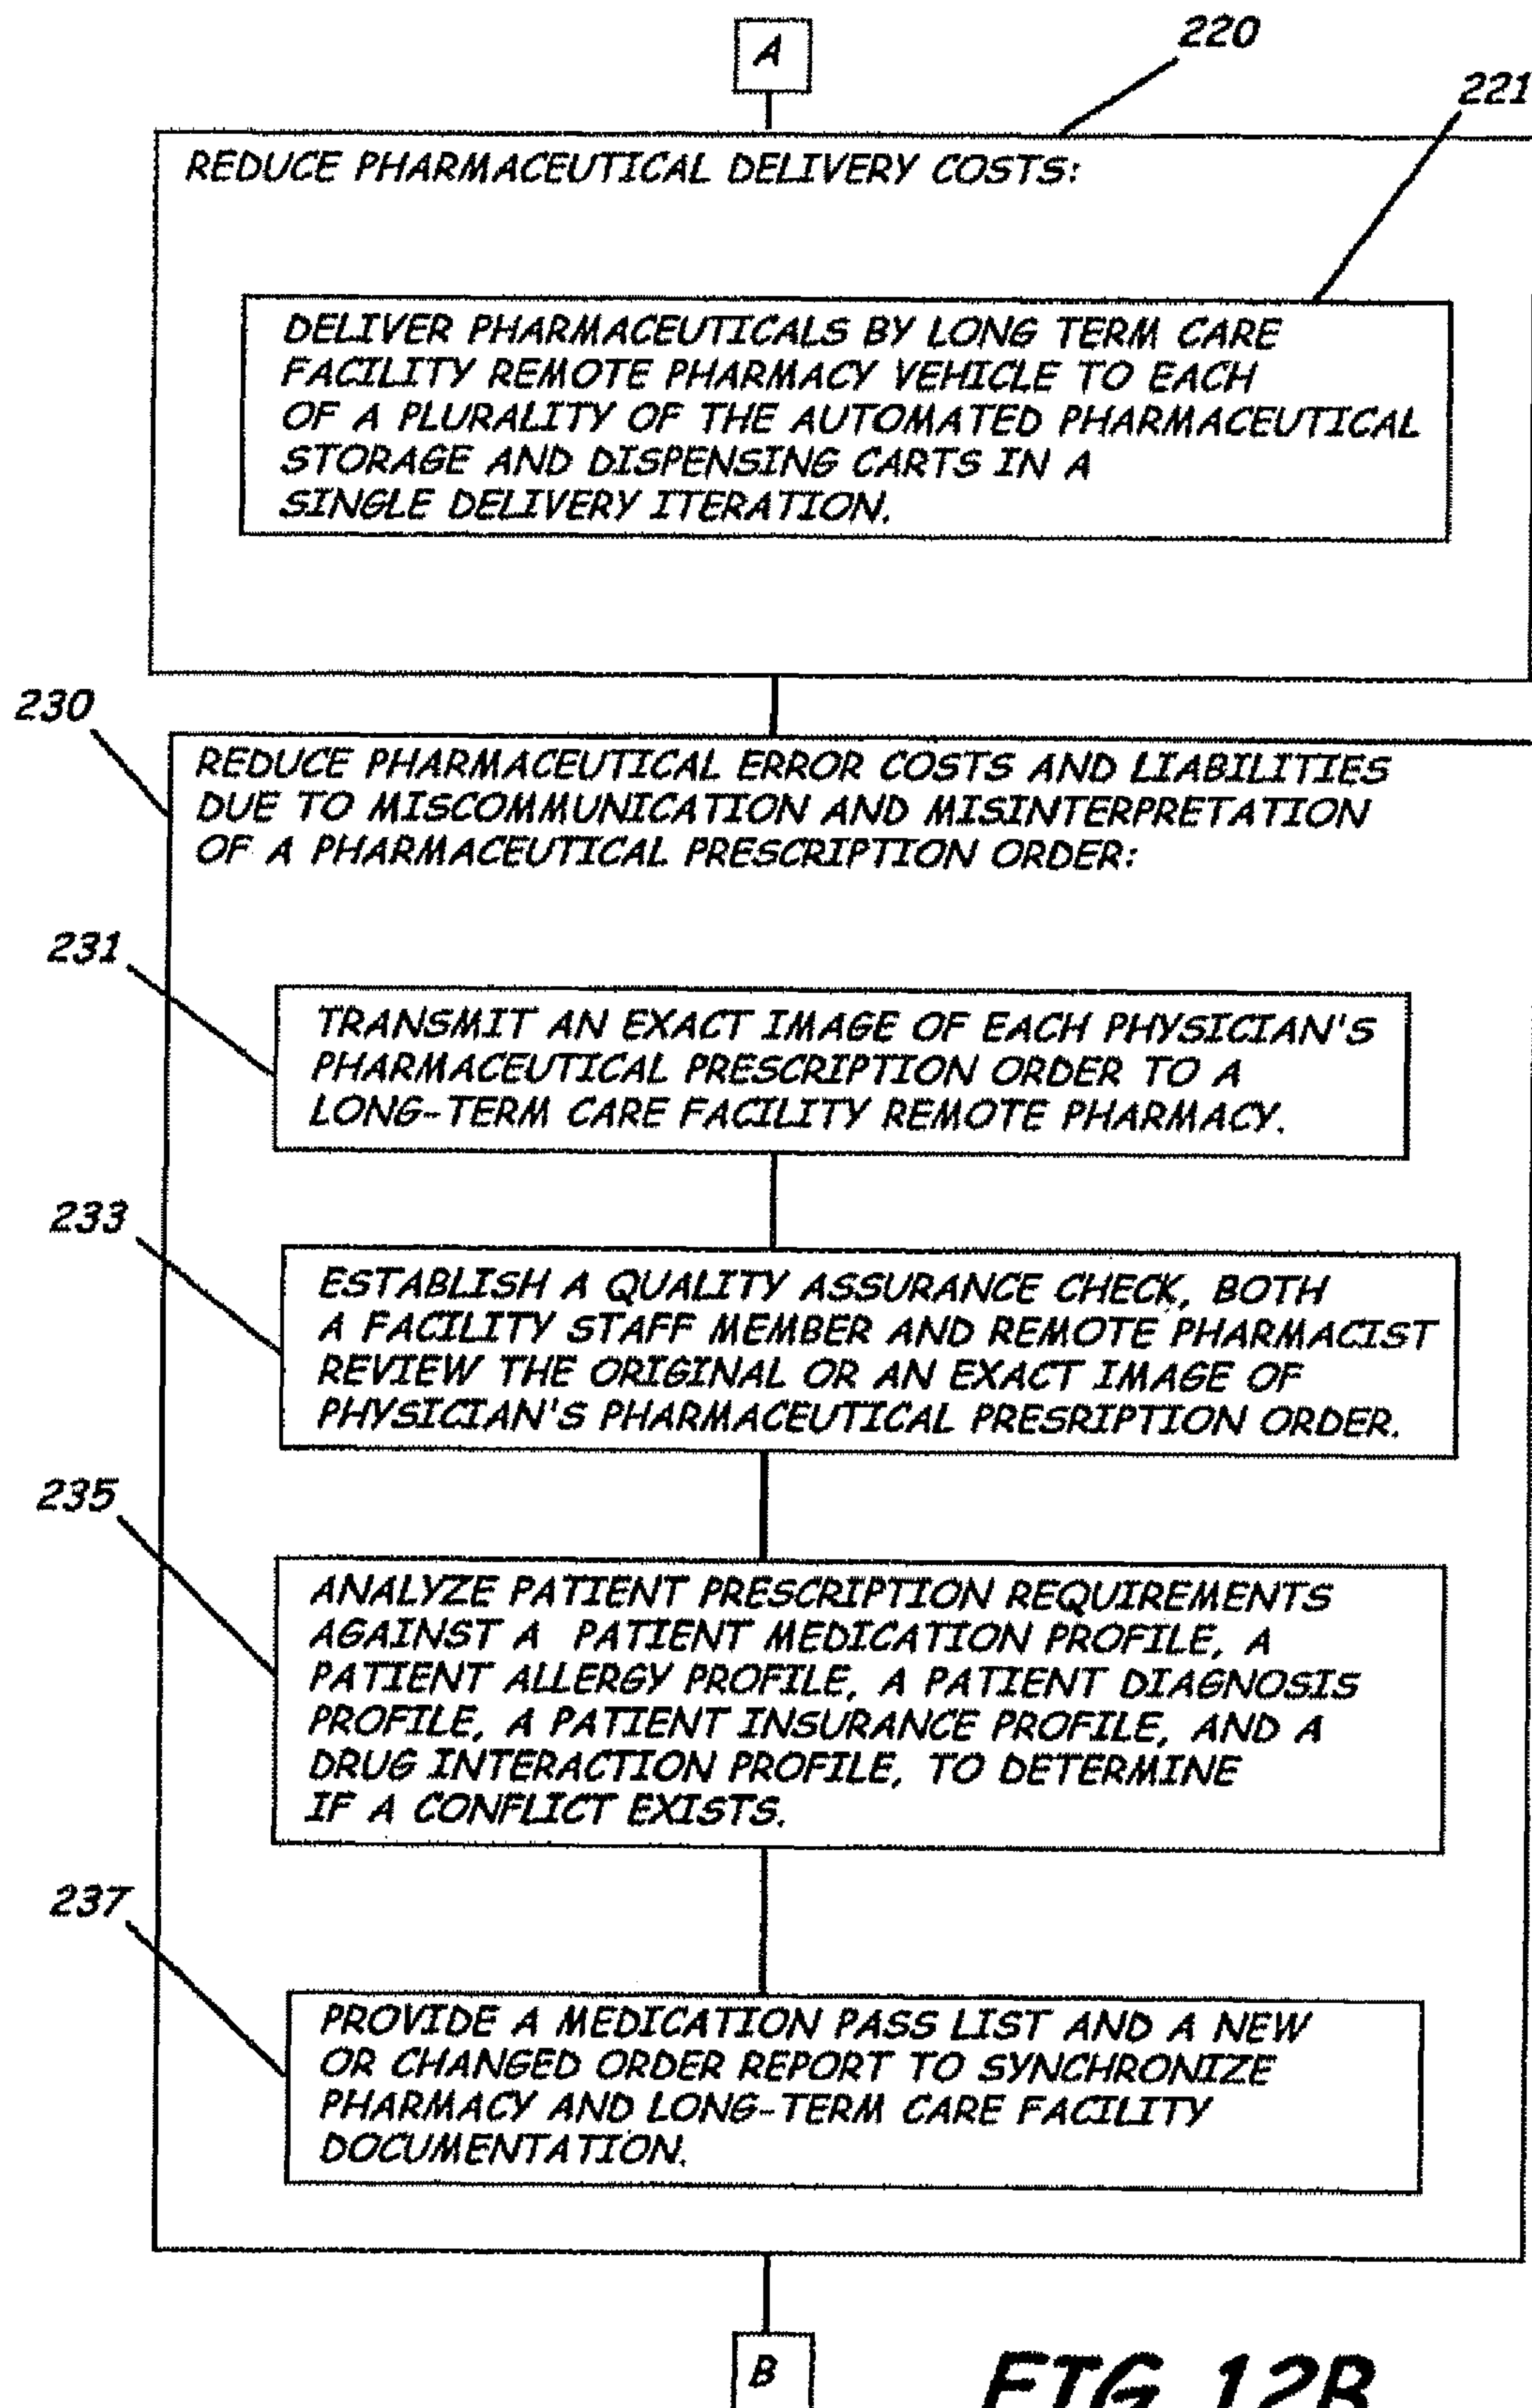 A
220
221
REDUCE PHARMACEUTICAL DELIVERY COSTS:
DELIVER PHARMACEUTICALS BY LONG TERM CARE
FACILITY REMOTE PHARMACY VEHICLE TO EACH
OF A PLURALITY OF THE AUTOMATED PHARMACEUTICAL
STORAGE AND DISPENSING CARTS IN A
SINGLE DELIVERY ITERATION.
230
REDUCE PHARMACEUTICAL ERROR COSTS AND LIABILITIES
DUE TO MISCOMMUNICATION AND MISINTERPRETATION
OF A PHARMACEUTICAL PRESCRIPTION ORDER:
231
TRANSMIT AN EXACT IMAGE OF EACH PHYSICIAN'S
PHARMACEUTICAL PRESCRIPTION ORDER TO A
LONG-TERM CARE FACILITY REMOTE PHARMACY.
233
ESTABLISH A QUALITY ASSURANCE CHECK, BOTH
A FACILITY STAFF MEMBER AND REMOTE PHARMACIST
REVIEW THE ORIGINAL OR AN EXACT IMAGE OF
PHYSICIAN'S PHARMACEUTICAL PRESRIPTION ORDER.
235
ANALYZE PATIENT PRESCRIPTION REQUIREMENTS
AGAINST A PATIENT MEDICATION PROFILE, A
PATIENT ALLERGY PROFILE, A PATIENT DIAGNOSIS
PROFILE, A PATIENT INSURANCE PROFILE, AND A
DRUG INTERACTION PROFILE, TO DETERMINE
IF A CONFLICT EXISTS.
237
PROVIDE A MEDICATION PASS LIST AND A NEW
OR CHANGED ORDER REPORT TO SYNCHRONIZE
PHARMACY AND LONG-TERM CARE FACILITY
DOCUMENTATION.
B
FIG. 12B